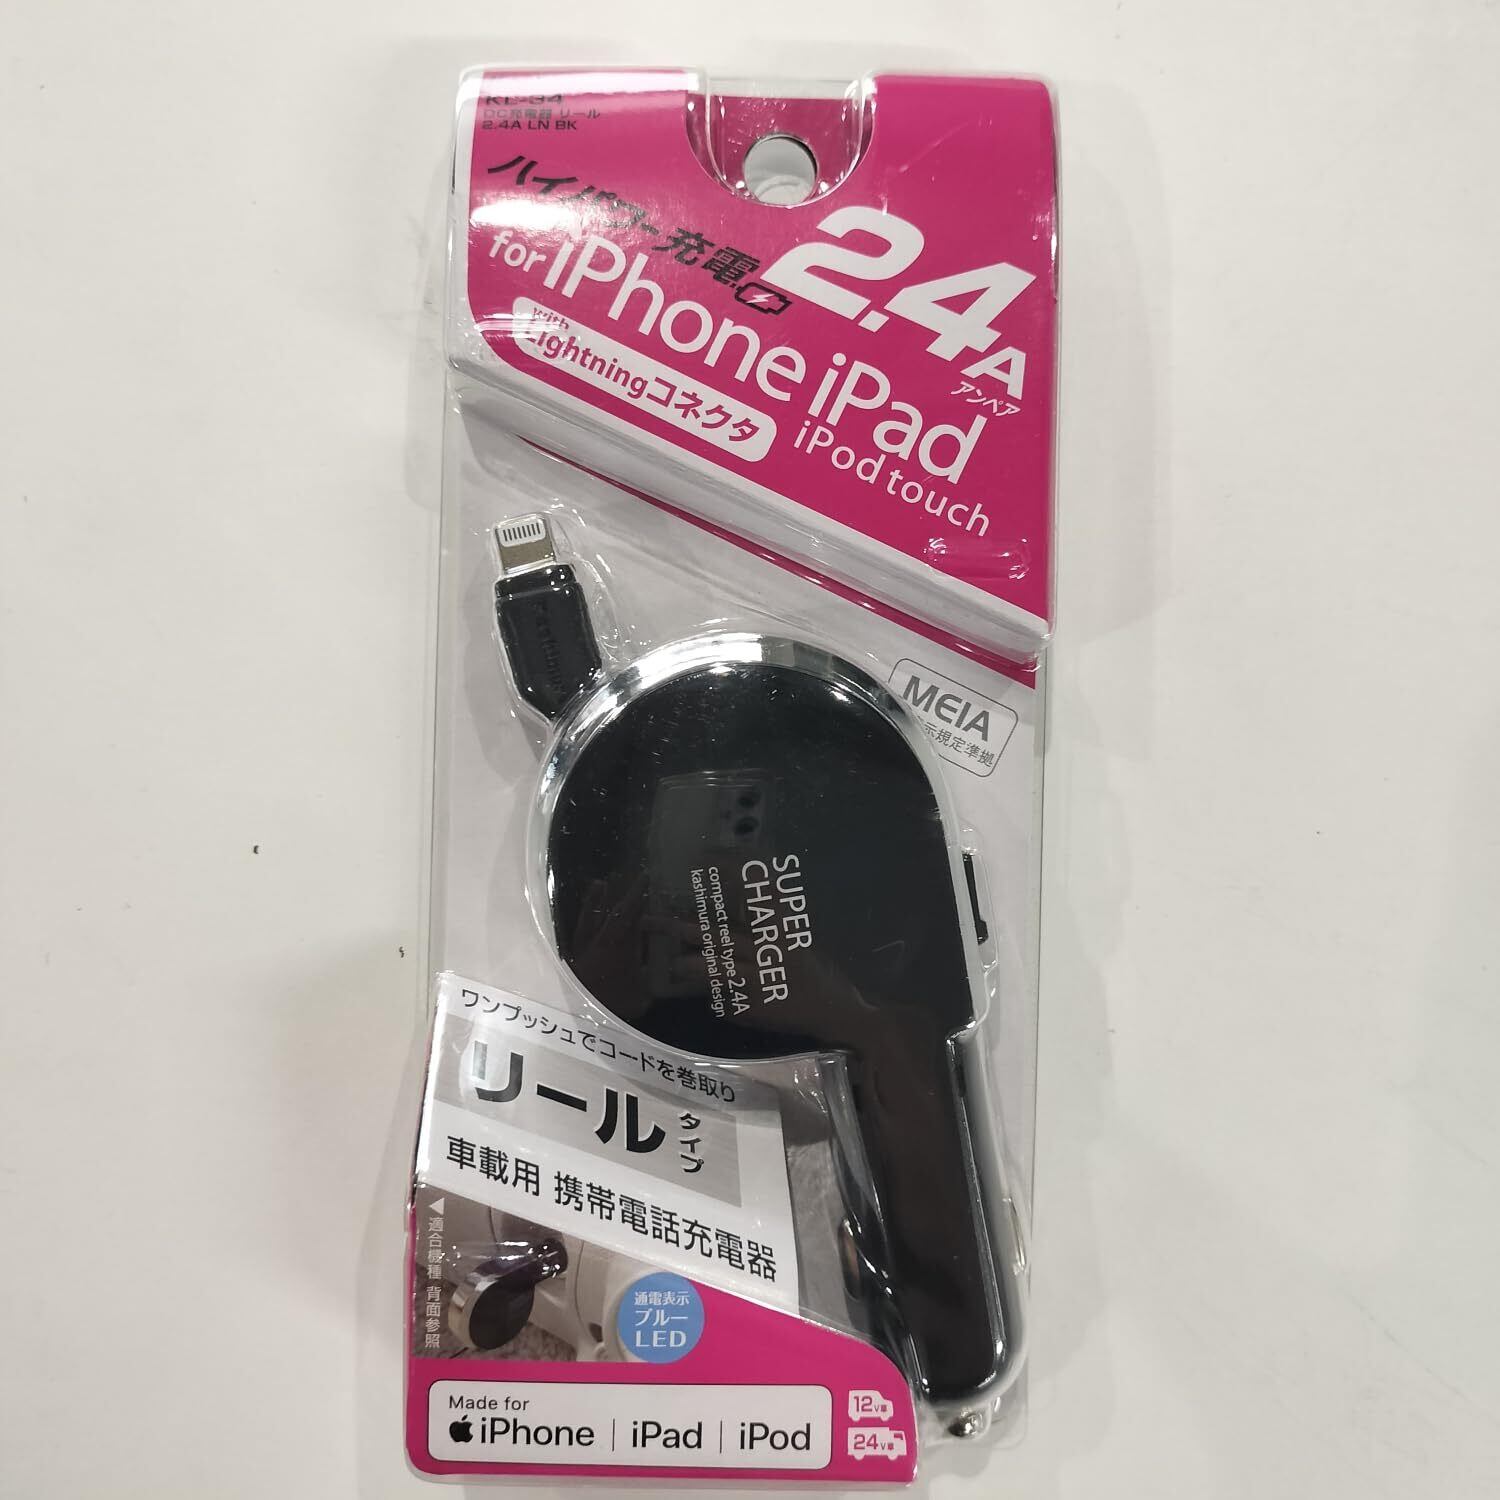 KL-34
DC充電器 リール
2.4A LN BK
ハイパワー充電
2.4A
アンペア
for iPhone iPad
iPod touch
with
Lightningコネクタ
MEIA
示規定準拠
SUPER
CHARGER
compact reel type 2.4A
kashimura original design
ワンプッシュでコードを巻取り
リールタイプ
車載用 携帯電話充電器
◀適合機種 背面参照
通電表示
ブルー
LED
Made for
iPhone | iPad | iPod
12V車
24V車